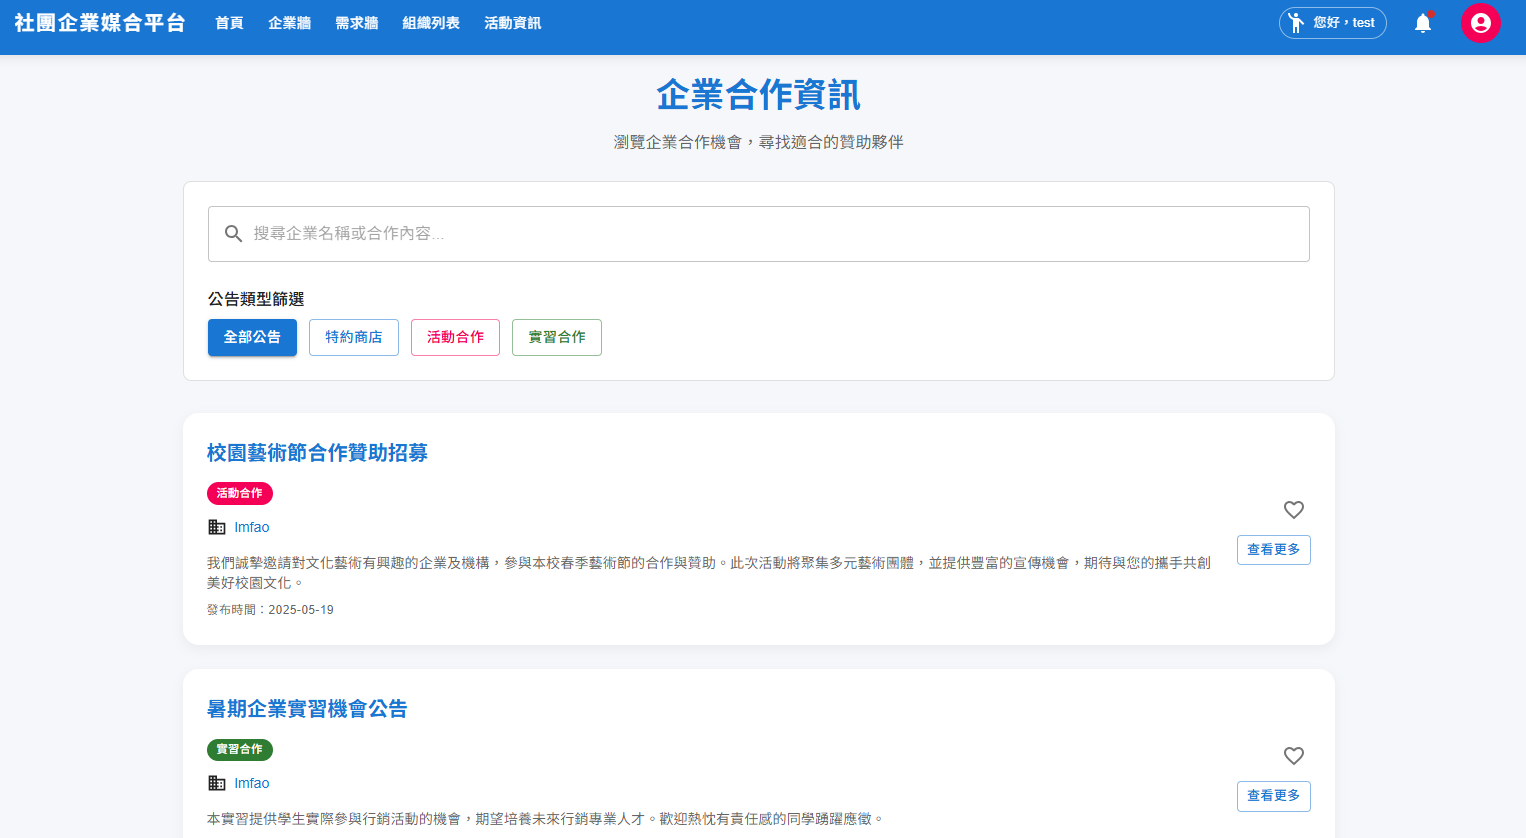 社團企業媒合平台 首頁 企業牆 需求牆 組織列表 活動資訊 您好，test
企業合作資訊
瀏覽企業合作機會，尋找適合的贊助夥伴
搜尋企業名稱或合作內容...
公告類型篩選
全部公告 特約商店 活動合作 實習合作
校園藝術節合作贊助招募
活動合作
lmfao
查看更多
我們誠摯邀請對文化藝術有興趣的企業及機構，參與本校春季藝術節的合作與贊助。此次活動將聚集多元藝術團體，並提供豐富的宣傳機會，期待與您的攜手共創
美好校園文化。
發布時間：2025-05-19
暑期企業實習機會公告
實習合作
lmfao
查看更多
本實習提供學生實際參與行銷活動的機會，期望培養未來行銷專業人才。歡迎熱忱有責任感的同學踴躍應徵。